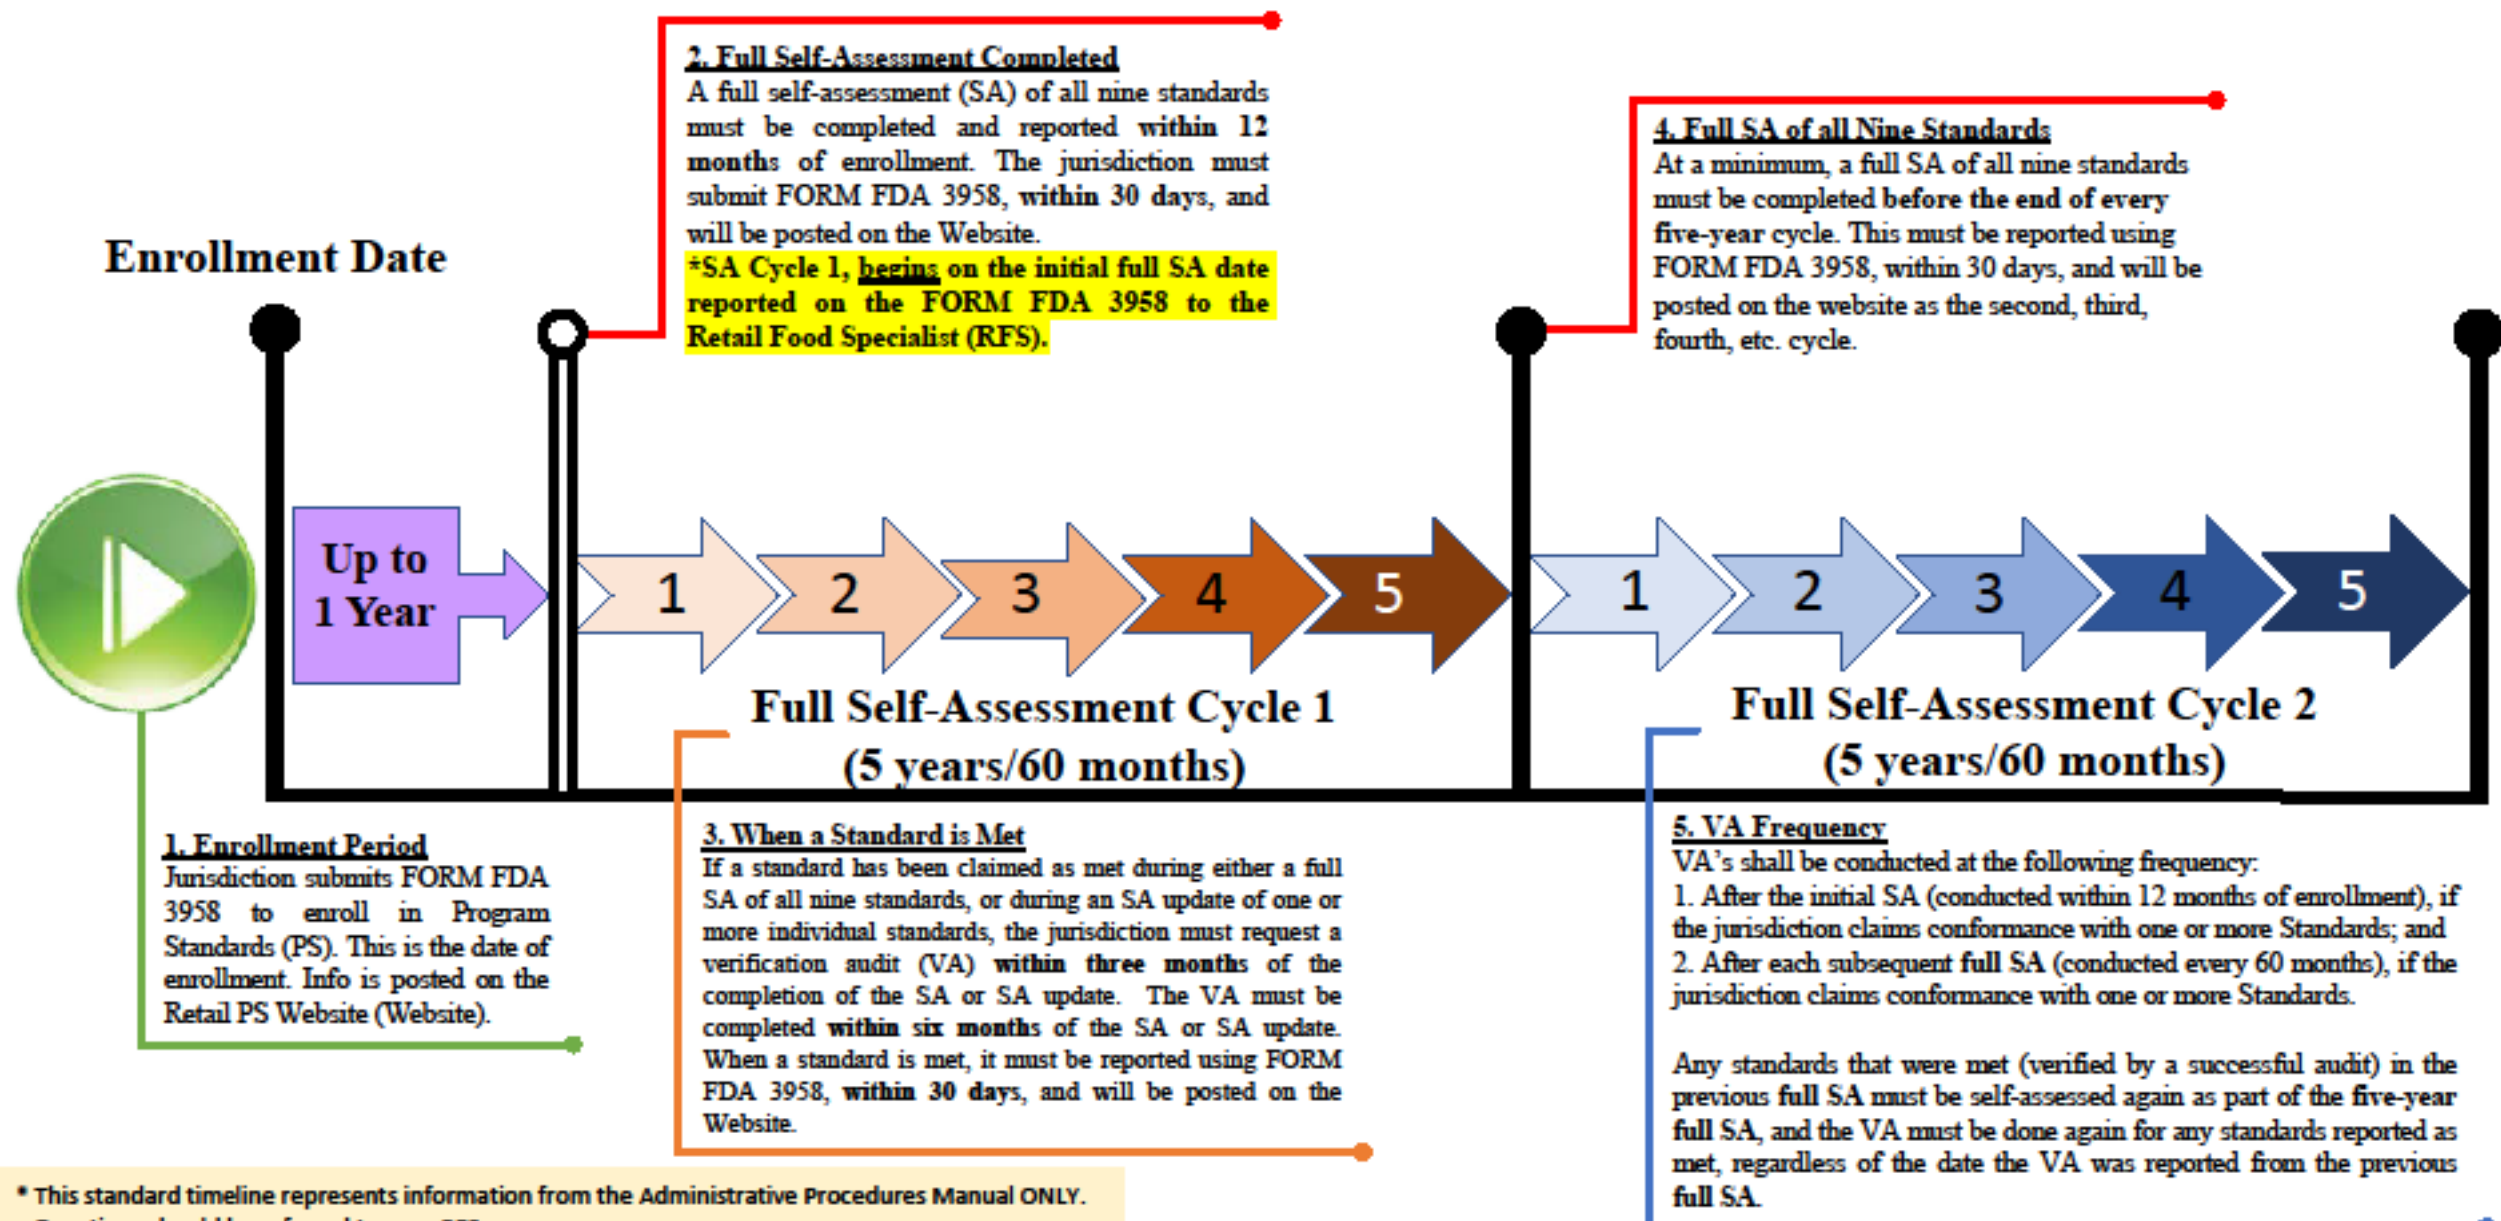 2. Full Self-Assessment Completed
A full self-assessment (SA) of all nine standards
must be completed and reported within 12
months of enrollment. The jurisdiction must
submit FORM FDA 3958, within 30 days, and
will be posted on the Website.
*SA Cycle 1, begins on the initial full SA date
reported on the FORM FDA 3958 to the
Retail Food Specialist (RFS).
4. Full SA of all Nine Standards
At a minimum, a full SA of all nine standards
must be completed before the end of every
five-year cycle. This must be reported using
FORM FDA 3958, within 30 days, and will be
posted on the website as the second, third,
fourth, etc. cycle.
Enrollment Date
Up to
1 Year
1
2
3
4
5
1
2
3
4
5
Full Self-Assessment Cycle 1
(5 years/60 months)
Full Self-Assessment Cycle 2
(5 years/60 months)
1. Enrollment Period
Jurisdiction submits FORM FDA
3958 to enroll in Program
Standards (PS). This is the date of
enrollment. Info is posted on the
Retail PS Website (Website).
3. When a Standard is Met
If a standard has been claimed as met during either a full
SA of all nine standards, or during an SA update of one or
more individual standards, the jurisdiction must request a
verification audit (VA) within three months of the
completion of the SA or SA update. The VA must be
completed within six months of the SA or SA update.
When a standard is met, it must be reported using FORM
FDA 3958, within 30 days, and will be posted on the
Website.
5. VA Frequency
VA's shall be conducted at the following frequency:
1. After the initial SA (conducted within 12 months of enrollment), if
the jurisdiction claims conformance with one or more Standards; and
2. After each subsequent full SA (conducted every 60 months), if the
jurisdiction claims conformance with one or more Standards.
Any standards that were met (verified by a successful audit) in the
previous full SA must be self-assessed again as part of the five-year
full SA, and the VA must be done again for any standards reported as
met, regardless of the date the VA was reported from the previous
full SA.
* This standard timeline represents information from the Administrative Procedures Manual ONLY.